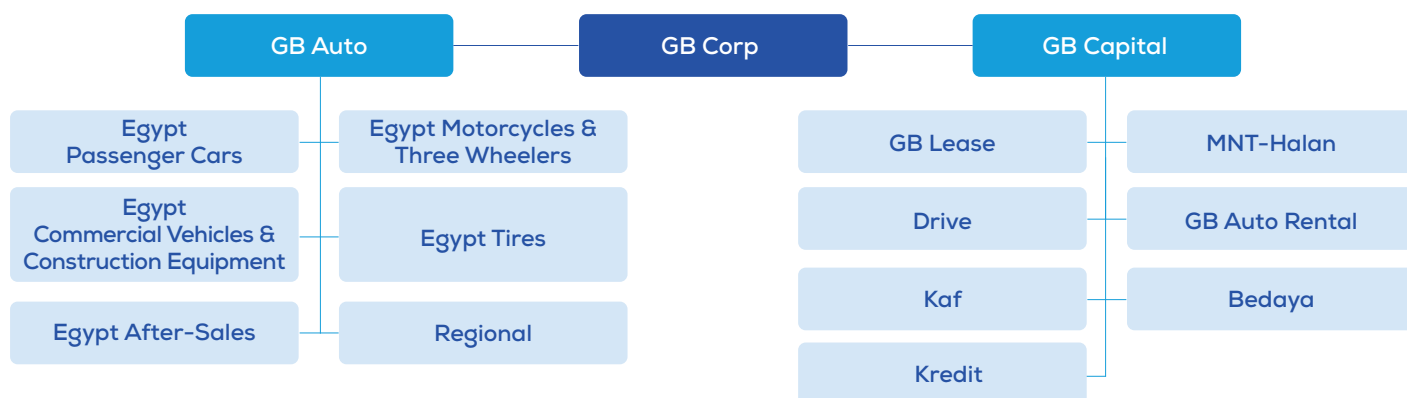 GB Auto
GB Corp
GB Capital
Egypt
Passenger Cars
Egypt Motorcycles &
Three Wheelers
Egypt
Commercial Vehicles &
Construction Equipment
Egypt Tires
Egypt After-Sales
Regional
GB Lease
MNT-Halan
Drive
GB Auto Rental
Kaf
Bedaya
Kredit